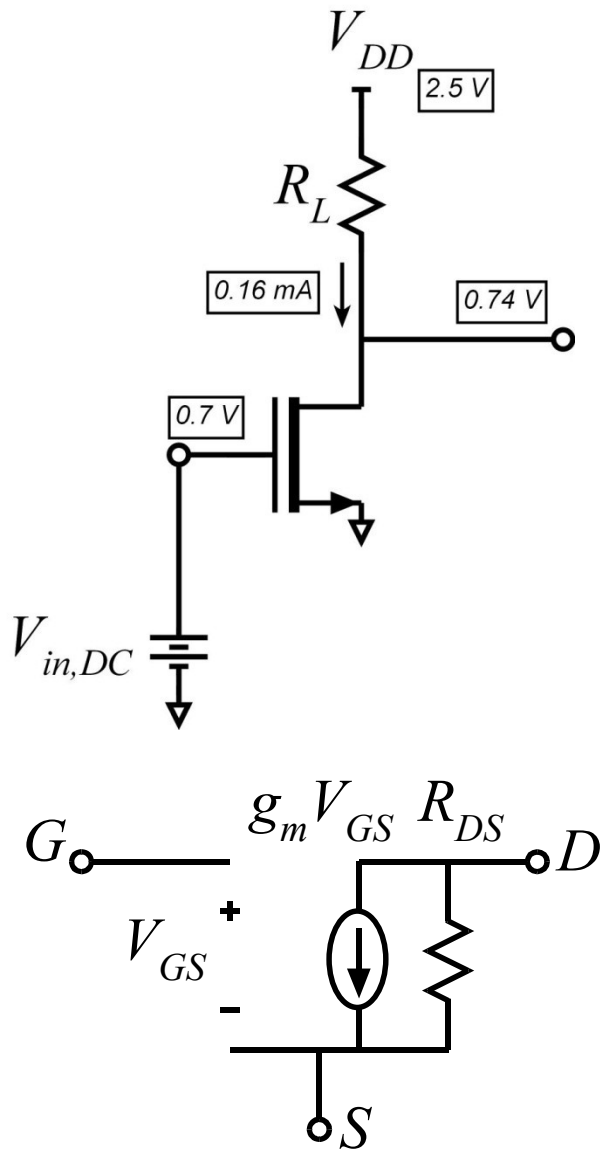 V_DD
2.5 V
R_L
0.16 mA
0.74 V
0.7 V
V_in,DC
g_m V_GS R_DS
G
D
+
V_GS
-
S